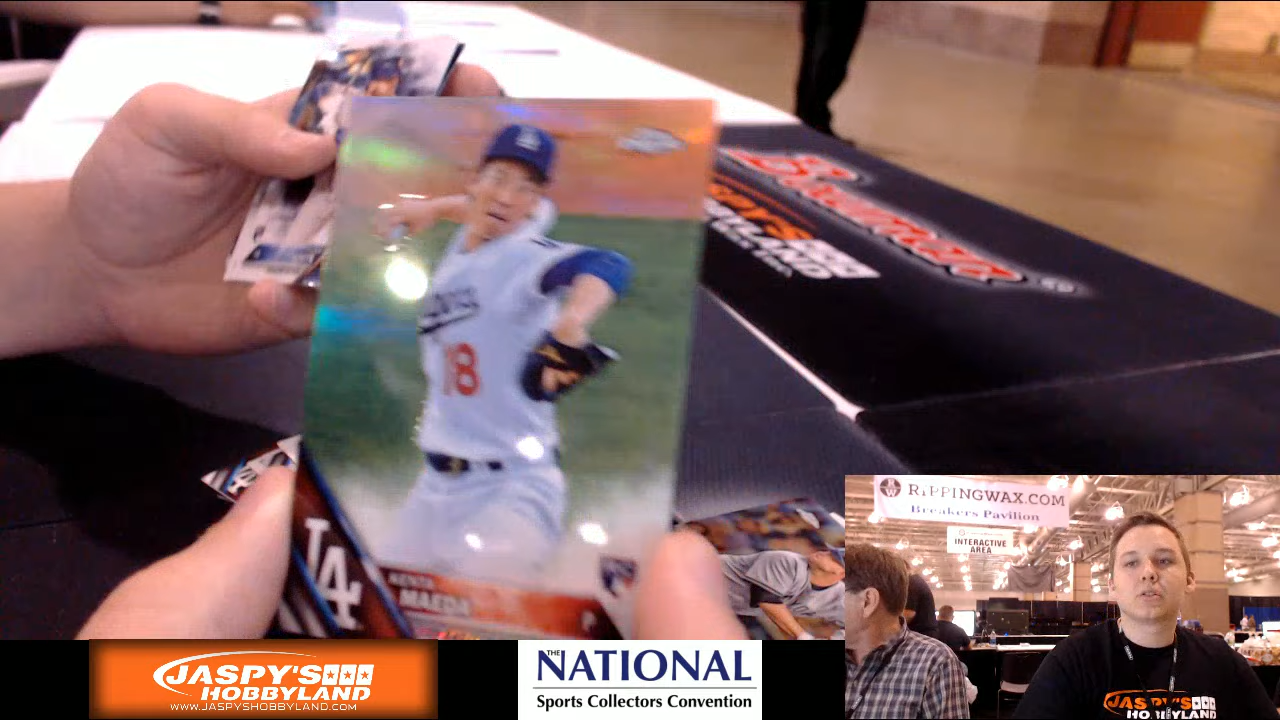 18
LA
KENTA
MAEDA
P
Bowman
RIPPINGWAX.COM
Breakers Pavilion
INTERACTIVE
AREA
JASPY'S
HOBBYLAND
JASPY'S
HOBBYLAND
WWW.JASPYSHOBBYLAND.COM
THE NATIONAL
Sports Collectors Convention